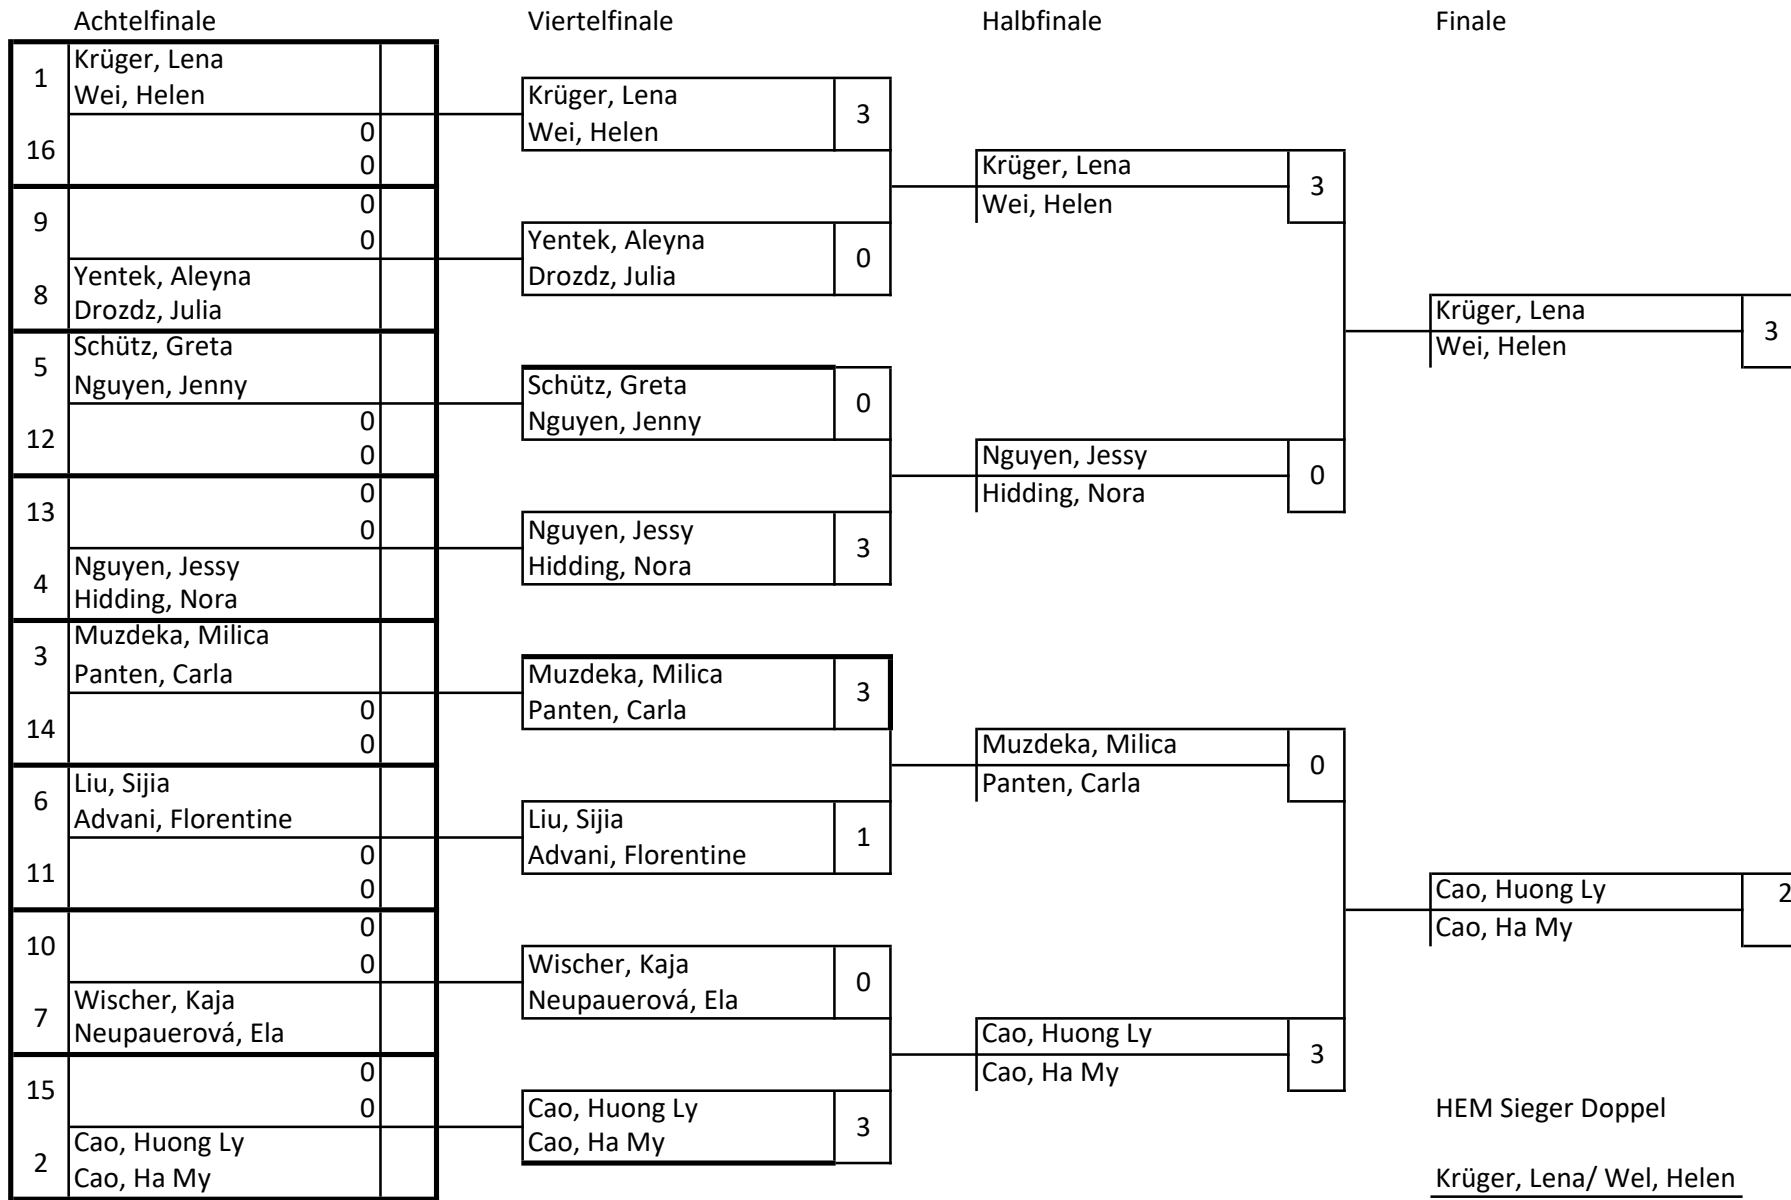 Achtelfinale Viertelfinale Halbfinale Finale
1
Krüger, Lena
Wei, Helen
16
0
0
9
0
0
8
Yentek, Aleyna
Drozdz, Julia
5
Schütz, Greta
Nguyen, Jenny
12
0
0
13
0
0
4
Nguyen, Jessy
Hidding, Nora
3
Muzdeka, Milica
Panten, Carla
14
0
0
6
Liu, Sijia
Advani, Florentine
11
0
0
10
0
0
7
Wischer, Kaja
Neupauerová, Ela
15
0
0
2
Cao, Huong Ly
Cao, Ha My
Krüger, Lena
Wei, Helen
3
Yentek, Aleyna
Drozdz, Julia
0
Schütz, Greta
Nguyen, Jenny
0
Nguyen, Jessy
Hidding, Nora
3
Muzdeka, Milica
Panten, Carla
3
Liu, Sijia
Advani, Florentine
1
Wischer, Kaja
Neupauerová, Ela
0
Cao, Huong Ly
Cao, Ha My
3
Krüger, Lena
Wei, Helen
3
Nguyen, Jessy
Hidding, Nora
0
Muzdeka, Milica
Panten, Carla
0
Cao, Huong Ly
Cao, Ha My
3
Krüger, Lena
Wei, Helen
3
Cao, Huong Ly
Cao, Ha My
2
HEM Sieger Doppel
Krüger, Lena/ Wel, Helen